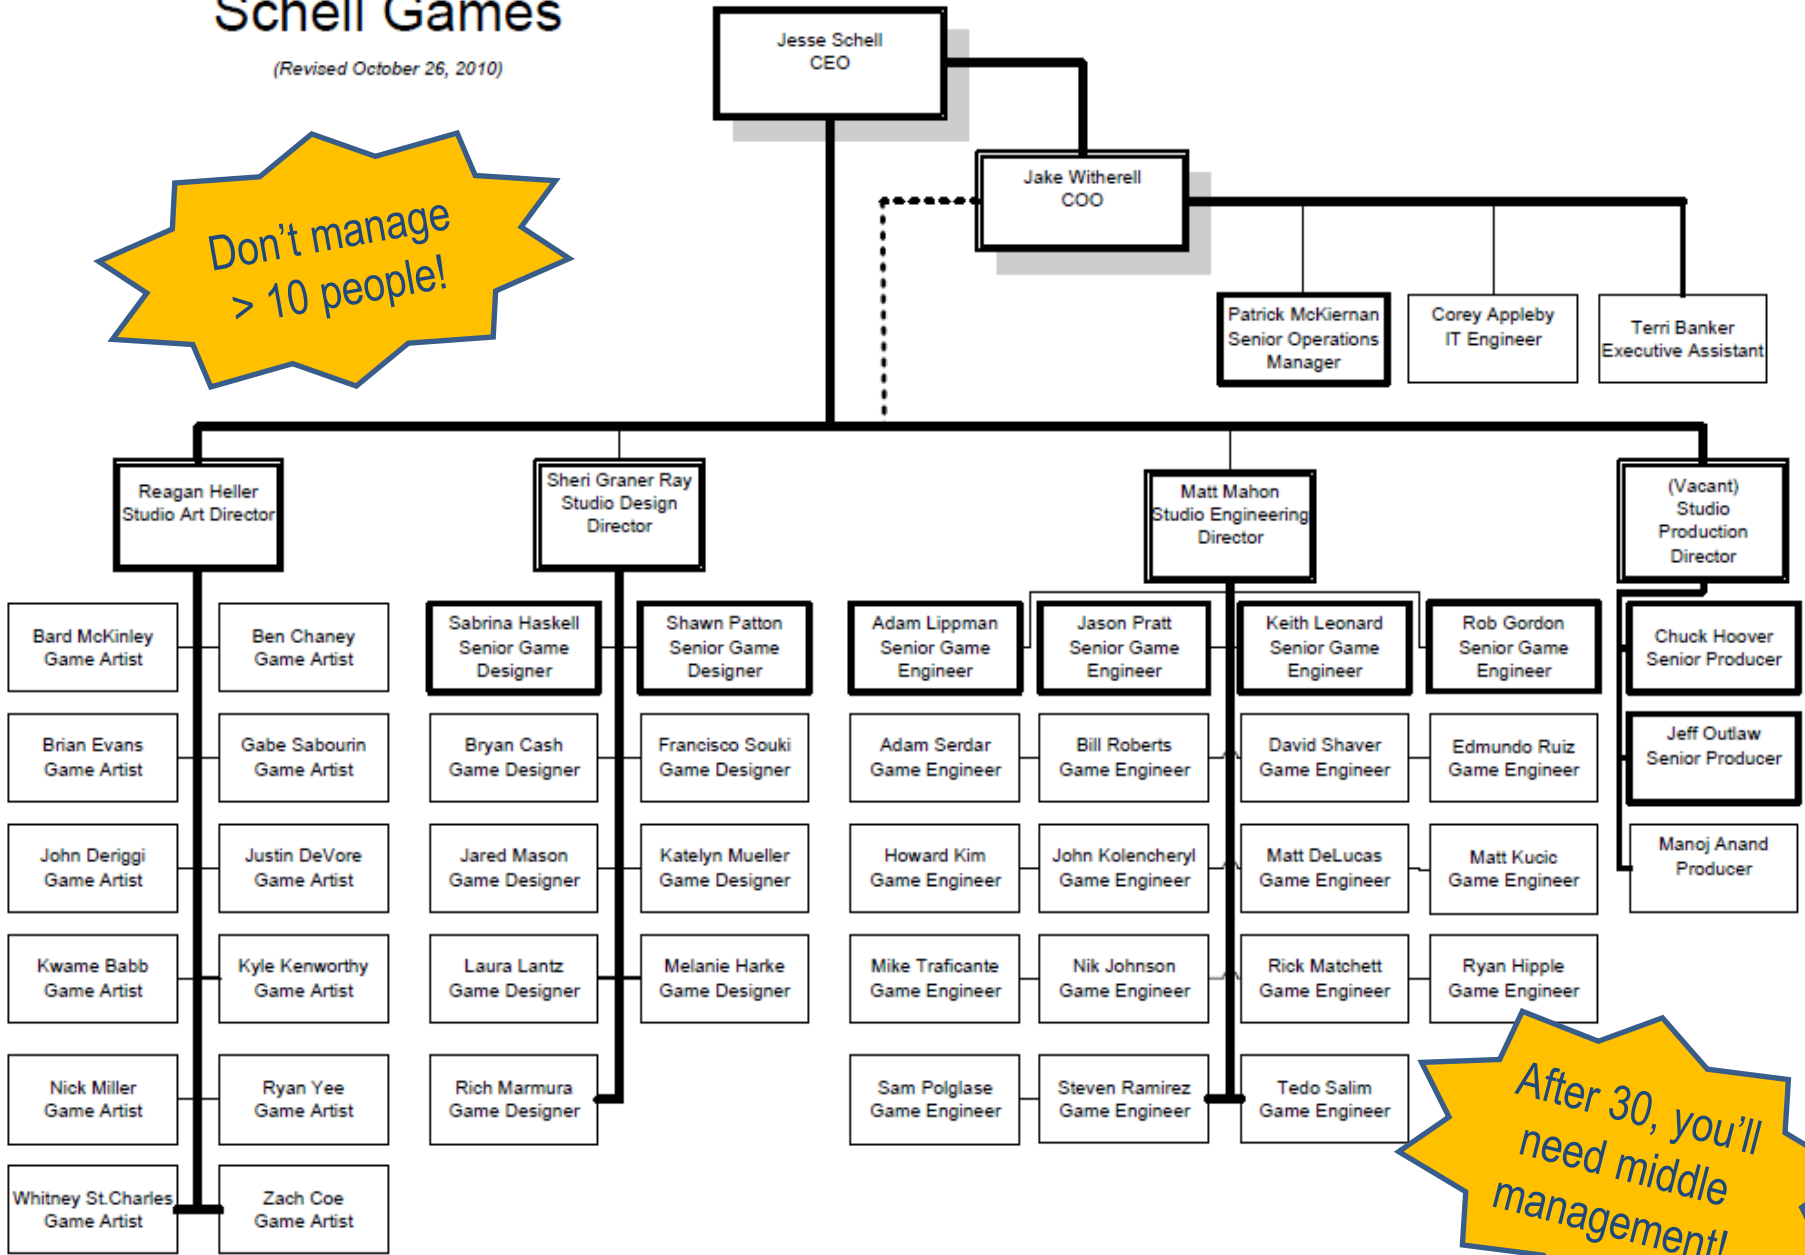 Schell Games
(Revised October 26, 2010)
Jesse Schell
CEO
Jake Witherell
COO
Don't manage
> 10 people!
Patrick McKiernan
Senior Operations
Manager
Corey Appleby
IT Engineer
Terri Banker
Executive Assistant
Reagan Heller
Studio Art Director
Sheri Graner Ray
Studio Design
Director
Matt Mahon
Studio Engineering
Director
(Vacant)
Studio
Production
Director
Bard McKinley
Game Artist
Ben Chaney
Game Artist
Sabrina Haskell
Senior Game
Designer
Shawn Patton
Senior Game
Designer
Adam Lippman
Senior Game
Engineer
Jason Pratt
Senior Game
Engineer
Keith Leonard
Senior Game
Engineer
Rob Gordon
Senior Game
Engineer
Chuck Hoover
Senior Producer
Brian Evans
Game Artist
Gabe Sabourin
Game Artist
Bryan Cash
Game Designer
Francisco Souki
Game Designer
Adam Serdar
Game Engineer
Bill Roberts
Game Engineer
David Shaver
Game Engineer
Edmundo Ruiz
Game Engineer
Jeff Outlaw
Senior Producer
John Deriggi
Game Artist
Justin DeVore
Game Artist
Jared Mason
Game Designer
Katelyn Mueller
Game Designer
Howard Kim
Game Engineer
John Kolencheryl
Game Engineer
Matt DeLucas
Game Engineer
Matt Kucic
Game Engineer
Manoj Anand
Producer
Kwame Babb
Game Artist
Kyle Kenworthy
Game Artist
Laura Lantz
Game Designer
Melanie Harke
Game Designer
Mike Traficante
Game Engineer
Nik Johnson
Game Engineer
Rick Matchett
Game Engineer
Ryan Hipple
Game Engineer
Nick Miller
Game Artist
Ryan Yee
Game Artist
Rich Marmura
Game Designer
Sam Polglase
Game Engineer
Steven Ramirez
Game Engineer
Tedo Salim
Game Engineer
Whitney St.Charles
Game Artist
Zach Coe
Game Artist
After 30, you'll
need middle
management!